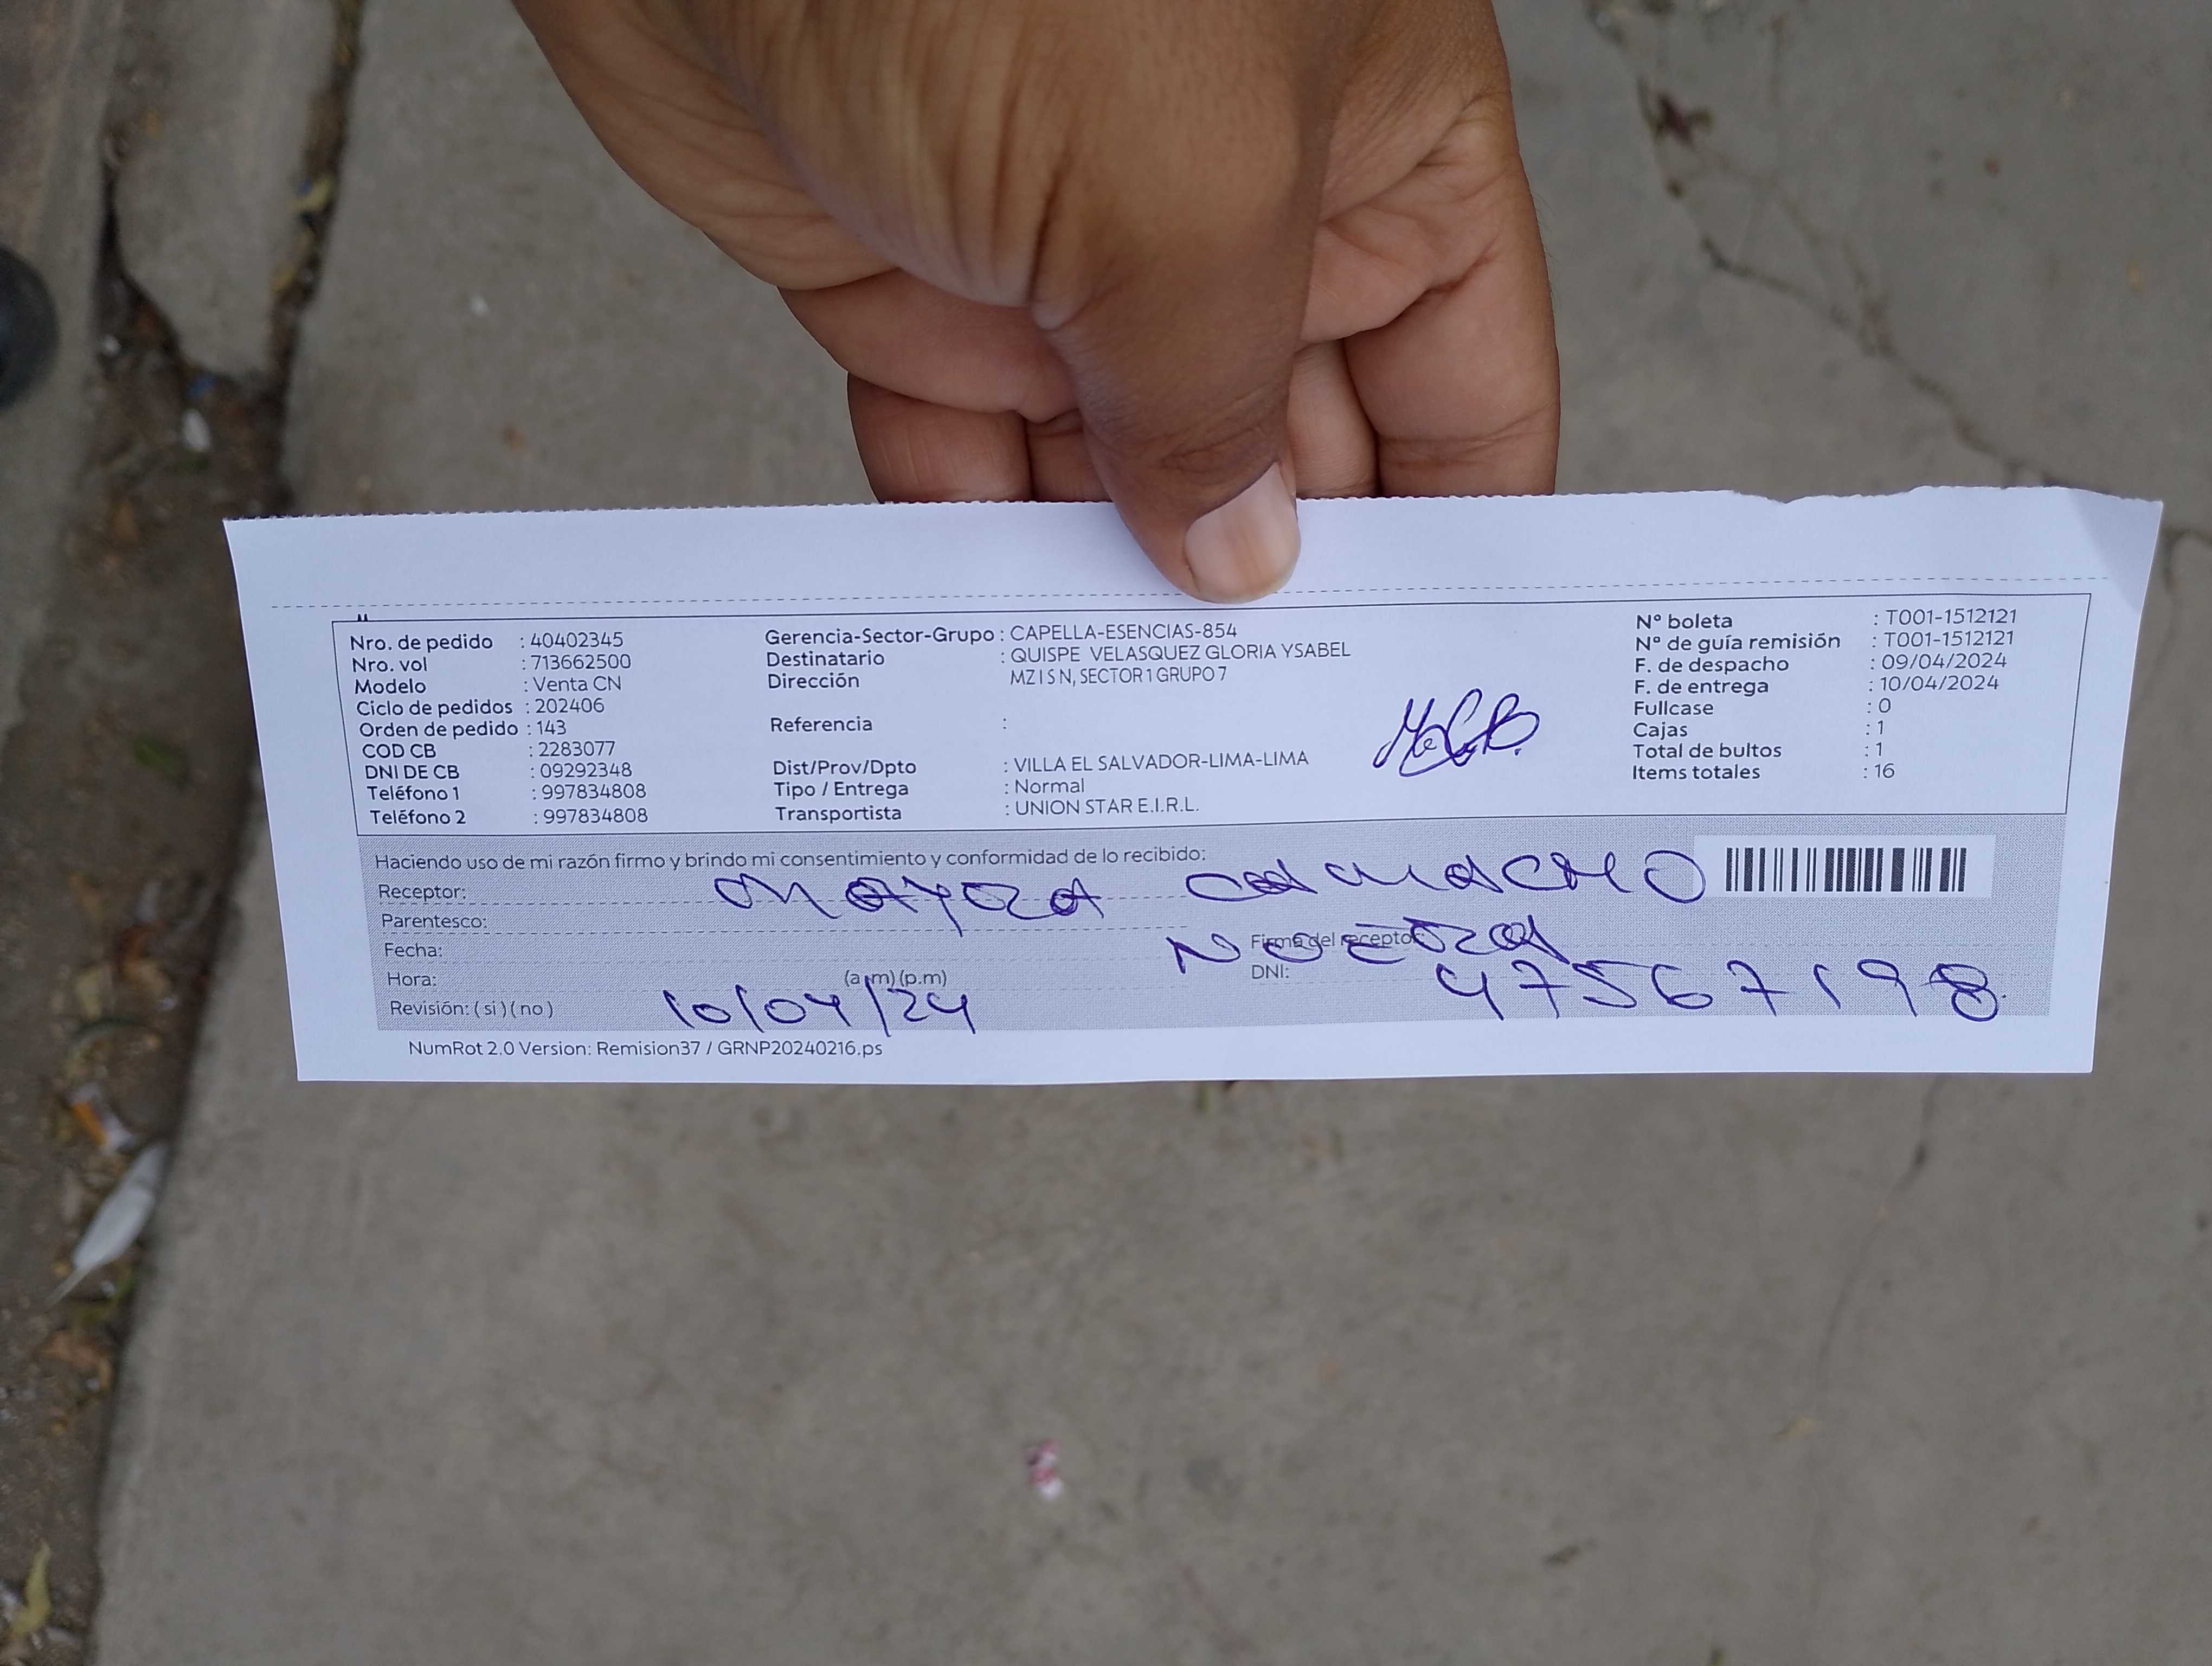 Nro. de pedido : 40402345
Nro. vol : 713662500
Modelo : Venta CN
Ciclo de pedidos : 202406
Orden de pedido : 143
COD CB : 2283077
DNI DE CB : 09292348
Teléfono 1 : 997834808
Teléfono 2 : 997834808
Gerencia-Sector-Grupo : CAPELLA-ESENCIAS-854
Destinatario : QUISPE VELASQUEZ GLORIA YSABEL
Dirección MZ I S N, SECTOR 1 GRUPO 7
Referencia :
Dist/Prov/Dpto : VILLA EL SALVADOR-LIMA-LIMA
Tipo / Entrega : Normal
Transportista : UNION STAR E.I.R.L.
N° boleta : T001-1512121
N° de guía remisión : T001-1512121
F. de despacho : 09/04/2024
F. de entrega : 10/04/2024
Fullcase : 0
Cajas : 1
Total de bultos : 1
Items totales : 16
Haciendo uso de mi razón firmo y brindo mi consentimiento y conformidad de lo recibido:
Receptor: MAYRA CAMACHO
Parentesco:
Fecha: Firma del receptor:
Hora: (a.m) (p.m) DNI: 47567198
Revisión: ( si ) ( no ) 10/04/24
NumRot 2.0 Version: Remision37 / GRNP20240216.ps